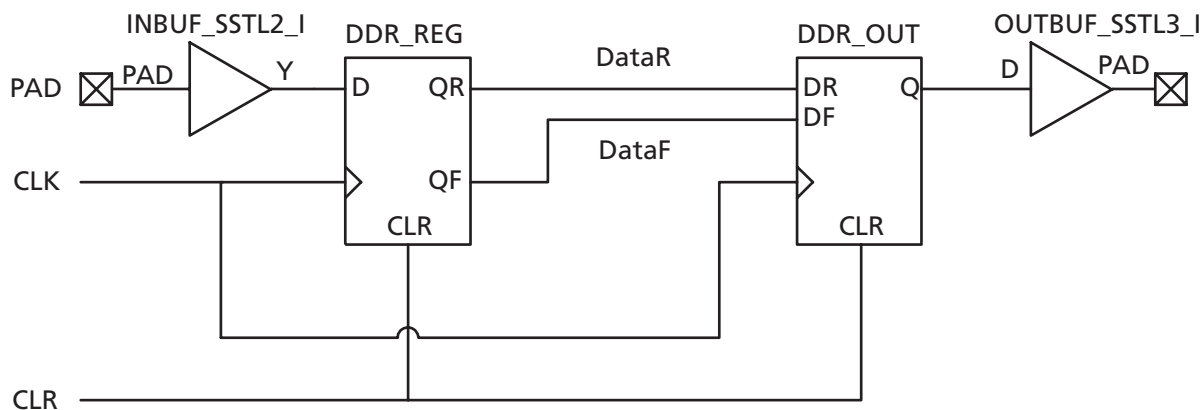 INBUF_SSTL2_I
DDR_REG
DDR_OUT
OUTBUF_SSTL3_I
PAD
PAD
Y
D
QR
DataR
DR
Q
D
PAD
DF
DataF
CLK
QF
CLR
CLR
CLR